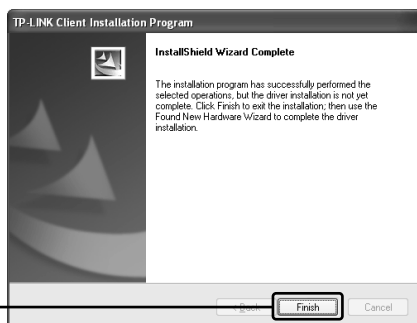 TP-LINK Client Installation Program
InstallShield Wizard Complete
The installation program has successfully performed the
selected operations, but the driver installation is not yet
complete. Click Finish to exit the installation; then use the
Found New Hardware Wizard to complete the driver
installation.
< Back Finish Cancel